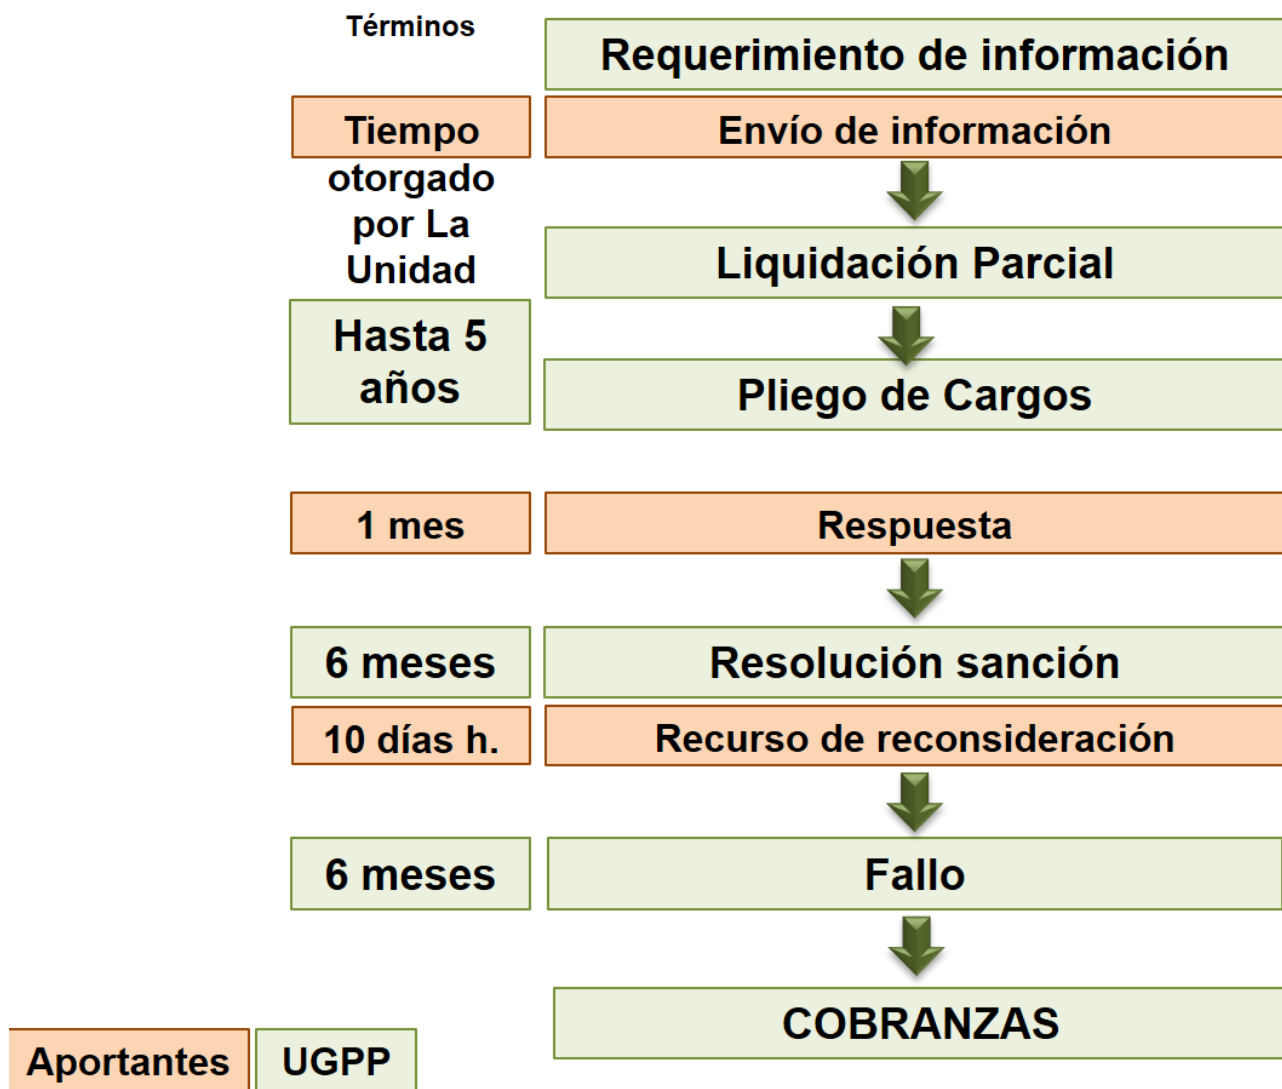 Términos
Requerimiento de información
Tiempo
otorgado
por La
Unidad
Envío de información
Liquidación Parcial
Hasta 5
años
Pliego de Cargos
1 mes
Respuesta
6 meses
Resolución sanción
10 días h.
Recurso de reconsideración
6 meses
Fallo
COBRANZAS
Aportantes
UGPP